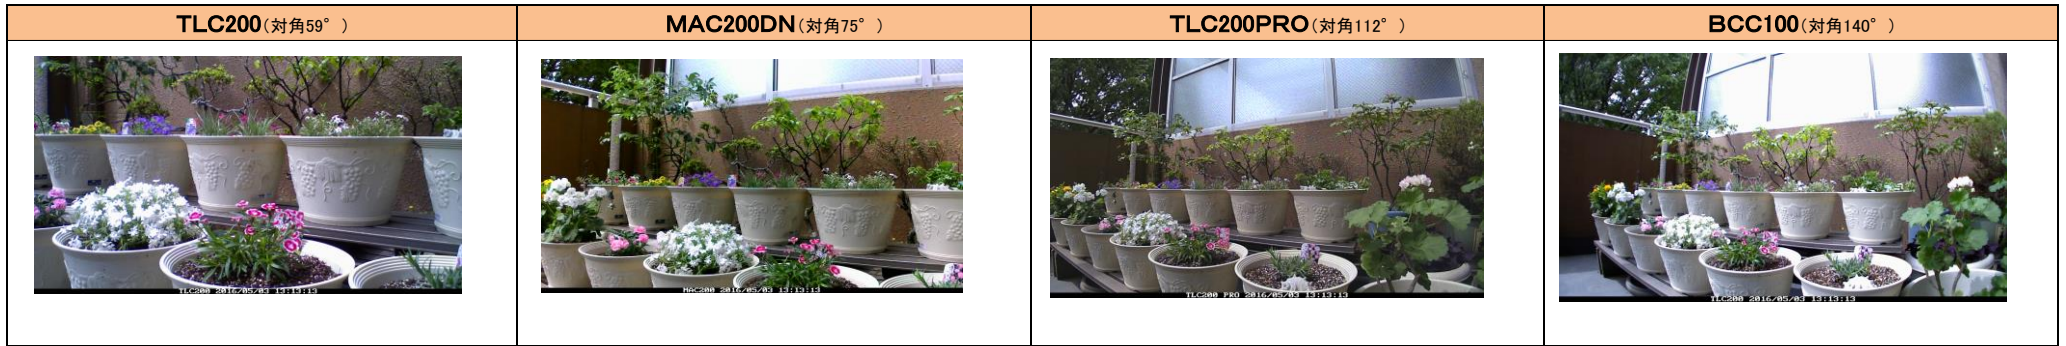 TLC200(対角59°)
MAC200DN(対角75°)
TLC200PRO(対角112°)
BCC100(対角140°)
TLC200 2016/05/03 13:13:13
MAC200 2016/05/03 13:13:13
TLC200 PRO 2016/05/03 13:13:13
TLC200 2016/05/03 13:13:13